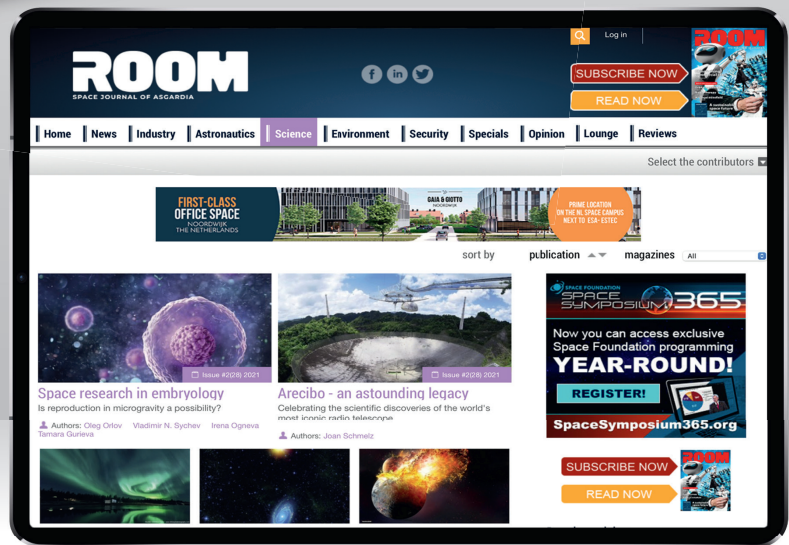 Log in
ROOM
SPACE JOURNAL OF ASGARDIA
f in
SUBSCRIBE NOW
READ NOW
ROOM
Home News Industry Astronautics Science Environment Security Specials Opinion Lounge Reviews
Select the contributors
FIRST-CLASS
OFFICE SPACE
NOORDWIJK
THE NETHERLANDS
GAIA & GIOTTO
NOORDWIJK
PRIME LOCATION
ON THE NL SPACE CAMPUS
NEXT TO ESA-ESTEC
sort by publication magazines All
Issue #2(28) 2021
Issue #2(28) 2021
Space research in embryology
Is reproduction in microgravity a possibility?
Authors: Oleg Orlov Vladimir N. Sychev Irena Ogneva
Tamara Gurieva
Arecibo - an astounding legacy
Celebrating the scientific discoveries of the world's
most iconic radio telescope
Authors: Joan Schmelz
SPACE FOUNDATION
SPACE
SYMPOSIUM 365
Now you can access exclusive
Space Foundation programming
YEAR-ROUND!
REGISTER!
SpaceSymposium365.org
SUBSCRIBE NOW
READ NOW
ROOM